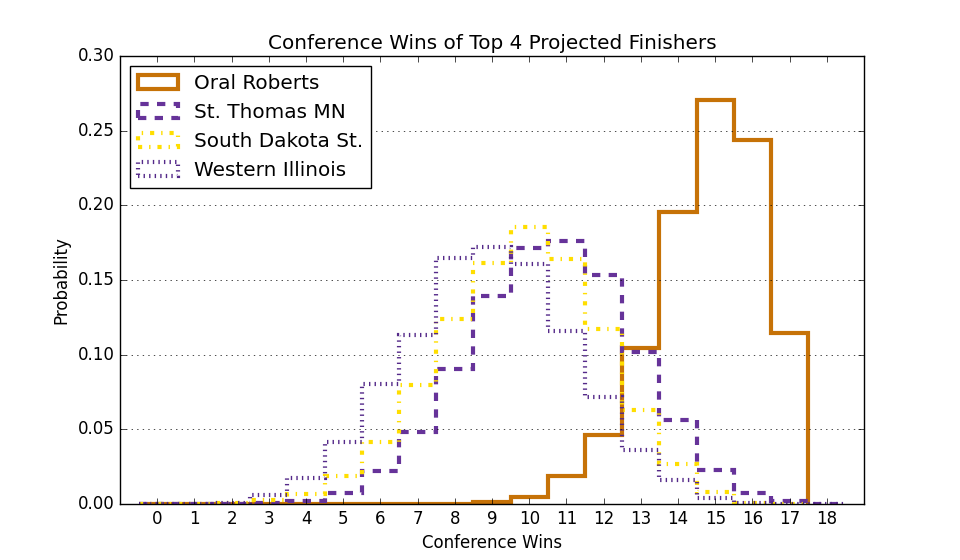 Conference Wins of Top 4 Projected Finishers
0.30
0.25
0.20
0.15
0.10
0.05
0.00
Probability
Oral Roberts
St. Thomas MN
South Dakota St.
Western Illinois
0 1 2 3 4 5 6 7 8 9 10 11 12 13 14 15 16 17 18
Conference Wins